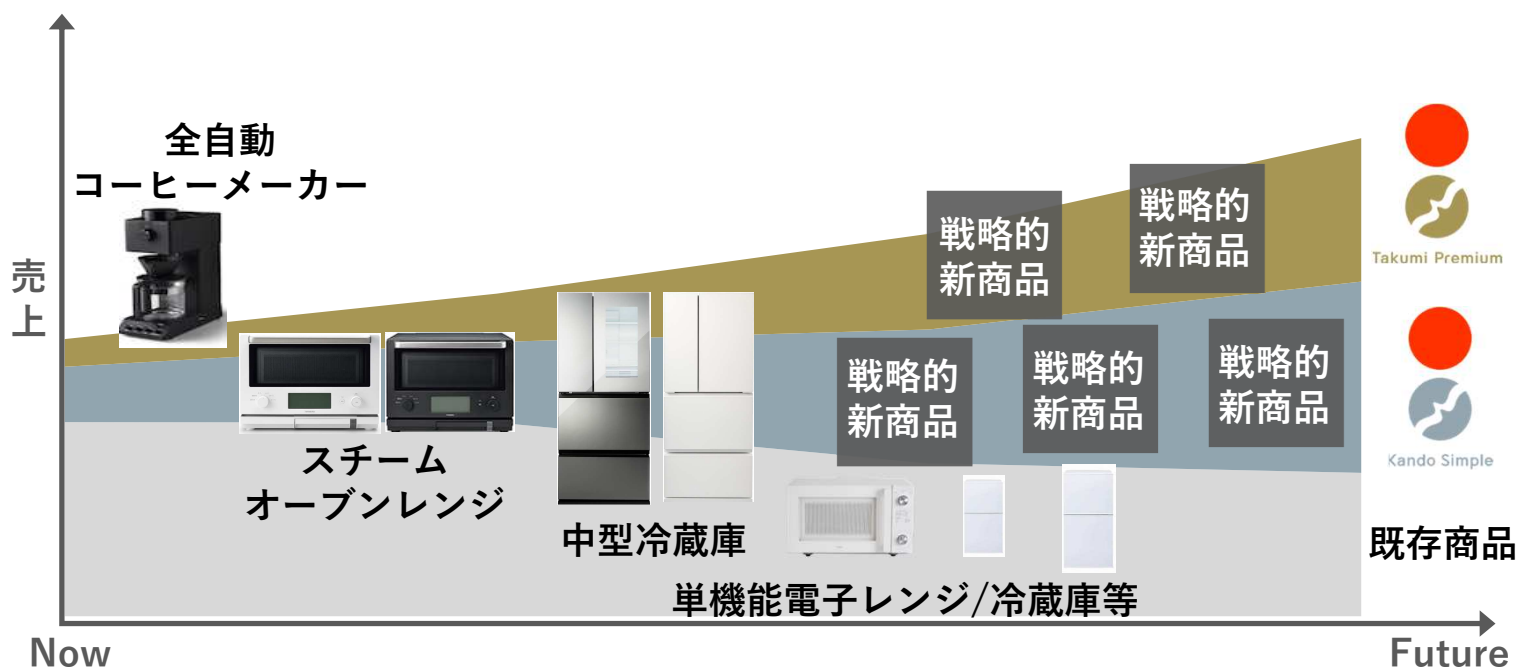 全自動
コーヒーメーカー
売
上
戦略的
新商品
戦略的
新商品
Takumi Premium
戦略的
新商品
戦略的
新商品
戦略的
新商品
Kando Simple
スチーム
オーブンレンジ
中型冷蔵庫
既存商品
単機能電子レンジ/冷蔵庫等
Now
Future